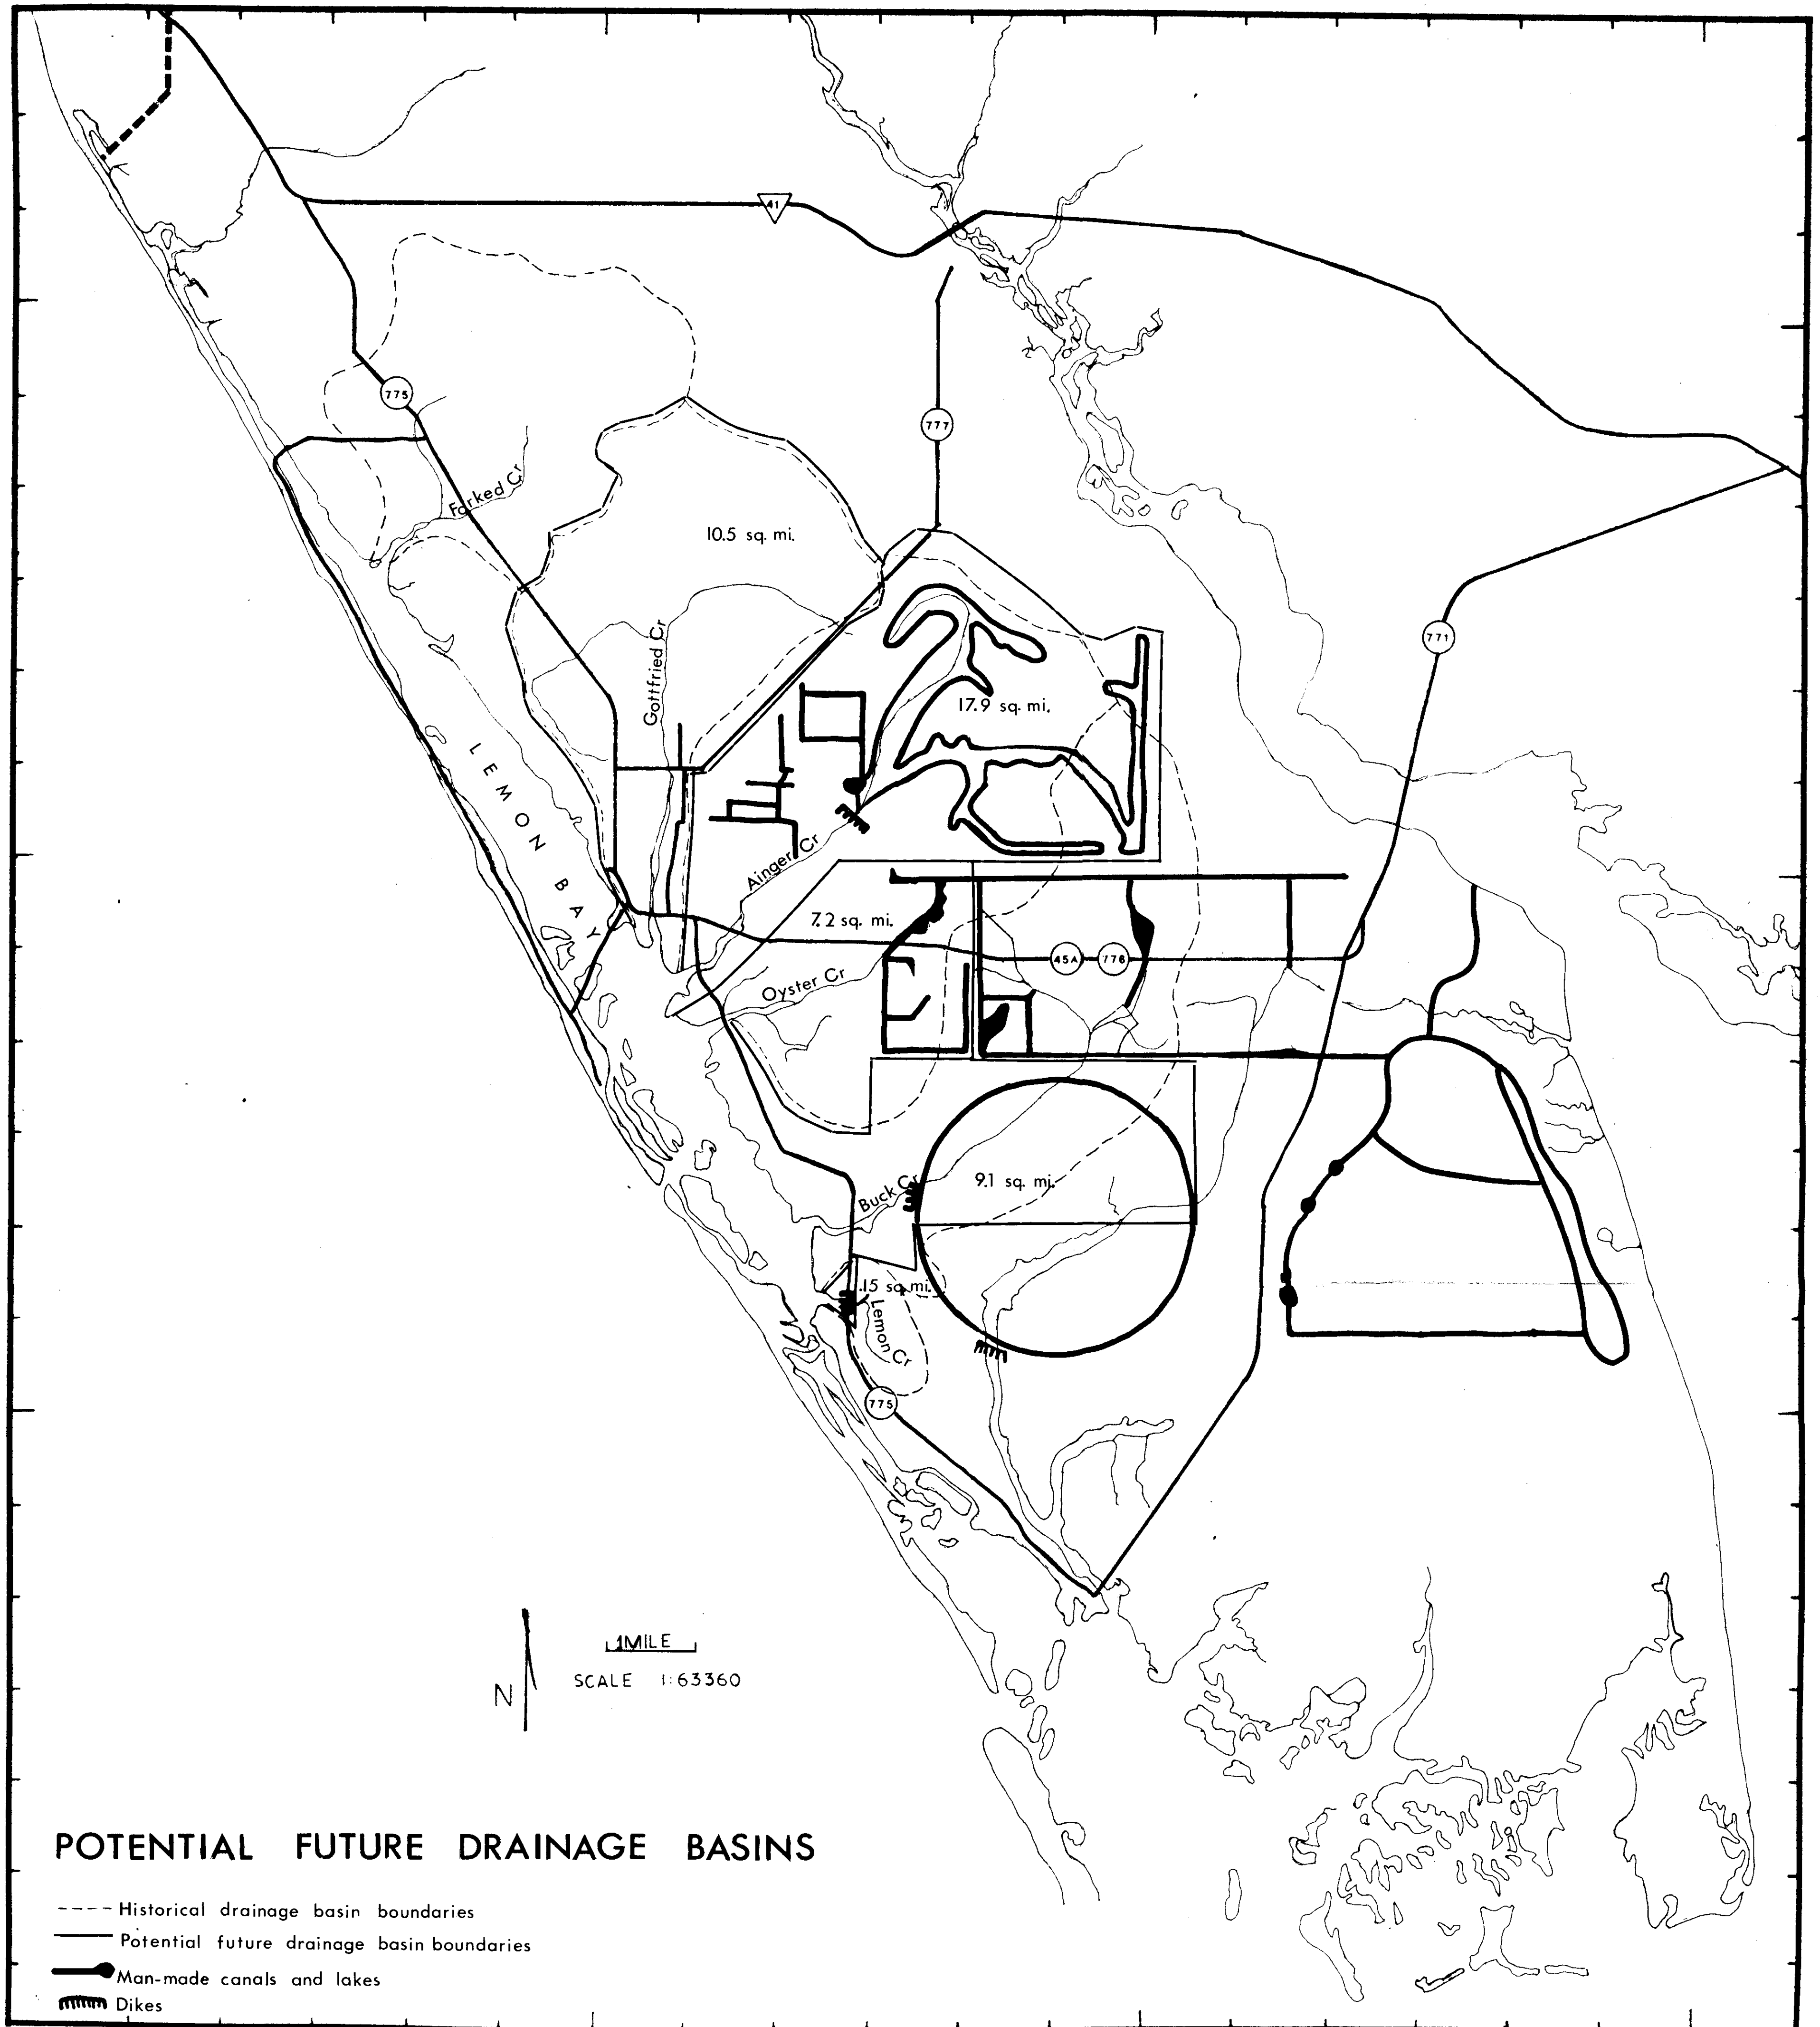 41
775
777
Forked Cr
10.5 sq. mi.
771
Gottfried Cr
17.9 sq. mi.
LEMON BAY
Ainger Cr
7.2 sq. mi.
45A
776
Oyster Cr
Buck Cr
9.1 sq. mi.
.15 sq. mi.
Lemon Cr
775
1MILE
SCALE 1:63360
N
POTENTIAL FUTURE DRAINAGE BASINS
Historical drainage basin boundaries
Potential future drainage basin boundaries
Man-made canals and lakes
Dikes